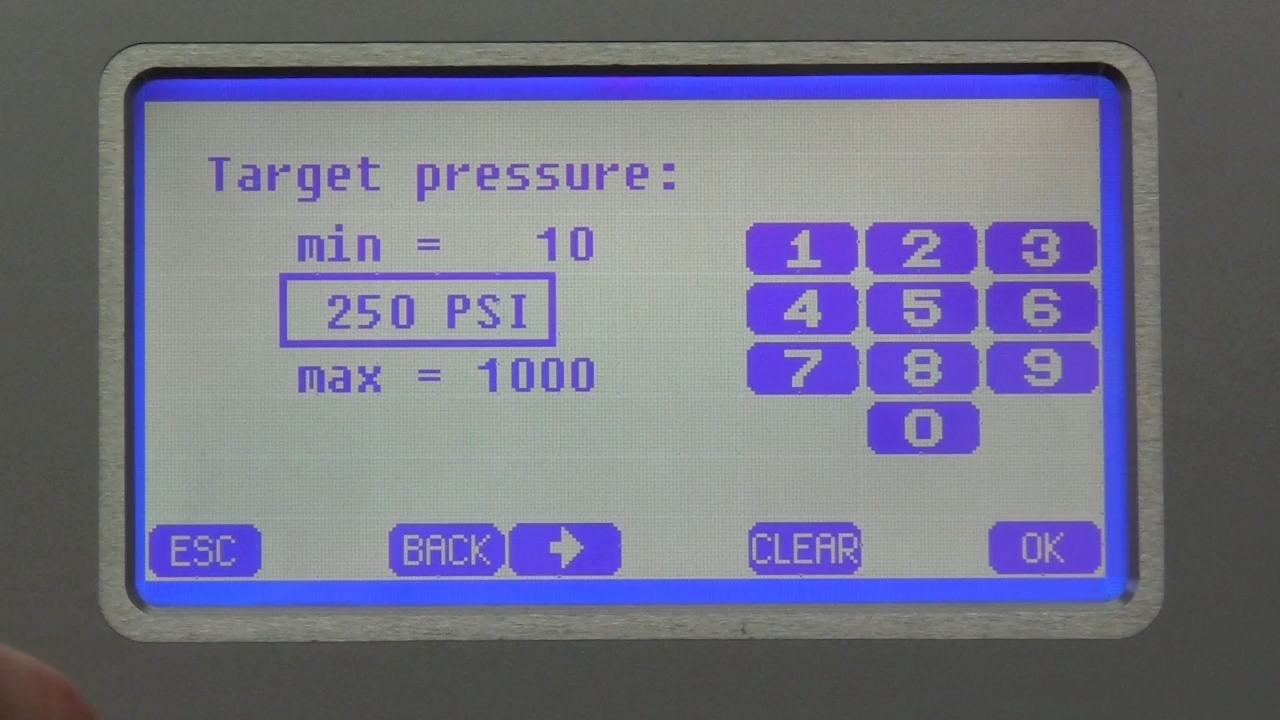 Target pressure:
min = 10
250 PSI
max = 1000
1 2 3
4 5 6
7 8 9
0
ESC BACK → CLEAR OK